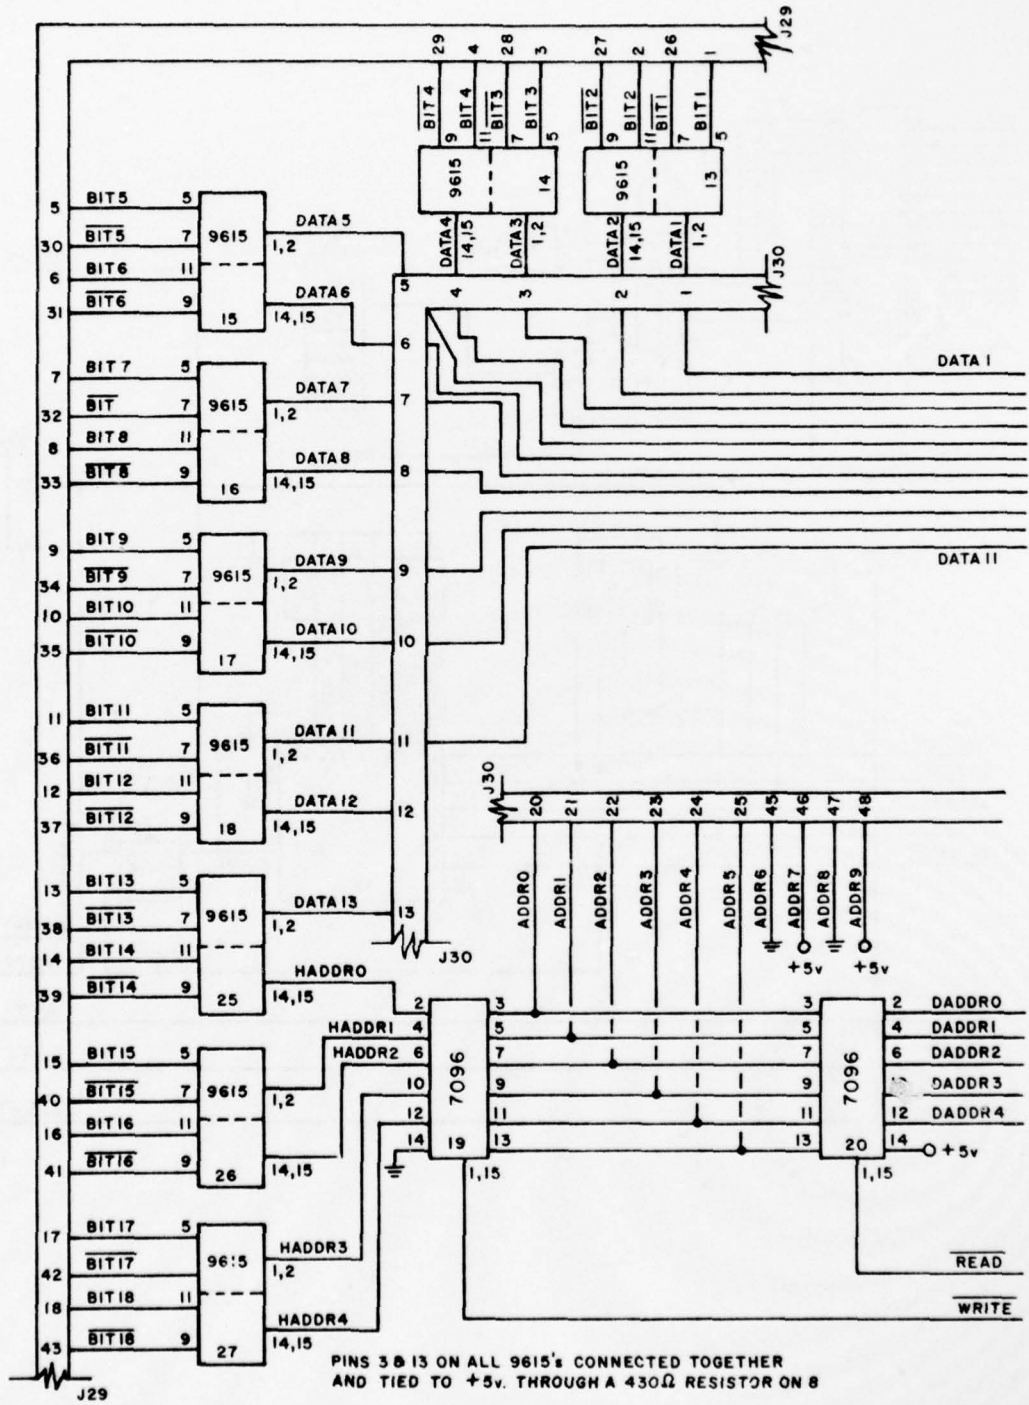 J29
29 4 28 3 27 2 26 1
BIT4 BIT4 BIT3 BIT3 BIT2 BIT2 BIT1 BIT1
9 11 7 5 9 11 7 5
9615 14 9615 13
DATA4 14,15 DATA3 1,2 DATA2 14,15 DATA1 1,2
J30
5 4 3 2 1
5 BIT5 5 9615 DATA5
30 BIT5 7 1,2
6 BIT6 11 DATA6
31 BIT6 9 15 14,15
6
DATA 1
7 BIT7 5 9615 DATA7 7
32 BIT 7 1,2
8 BIT8 11 DATA8 8
33 BIT8 9 16 14,15
9 BIT9 5 9615 DATA9 9
34 BIT9 7 1,2
DATA11
10 BIT10 11 DATA10 10
35 BIT10 9 17 14,15
11 BIT11 5 9615 DATA11 11
36 BIT11 7 1,2
12 BIT12 11 DATA12 12
37 BIT12 9 18 14,15
J30
20 21 22 23 24 25 45 46 47 48
ADDR0 ADDR1 ADDR2 ADDR3 ADDR4 ADDR5 ADDR6 ADDR7 ADDR8 ADDR9
+5v +5v
13 BIT13 5 9615 DATA13 13
38 BIT13 7 1,2
J30
14 BIT14 11 HADDR0
39 BIT14 9 25 14,15
2 3 3 2 DADDR0
HADDR1 4 5 5 4 DADDR1
HADDR2 6 7 7 6 DADDR2
10 9 9 DADDR3
12 11 11 12 DADDR4
14 13 13 14 +5v
7096 19 7096 20
1,15 1,15
15 BIT15 5 9615
40 BIT15 7 1,2
16 BIT16 11
41 BIT16 9 26 14,15
17 BIT17 5 9615 HADDR3
42 BIT17 7 1,2
READ
18 BIT18 11 HADDR4
WRITE
43 BIT18 9 27 14,15
J29
PINS 3 & 13 ON ALL 9615's CONNECTED TOGETHER
AND TIED TO +5v. THROUGH A 430Ω RESISTOR ON 8